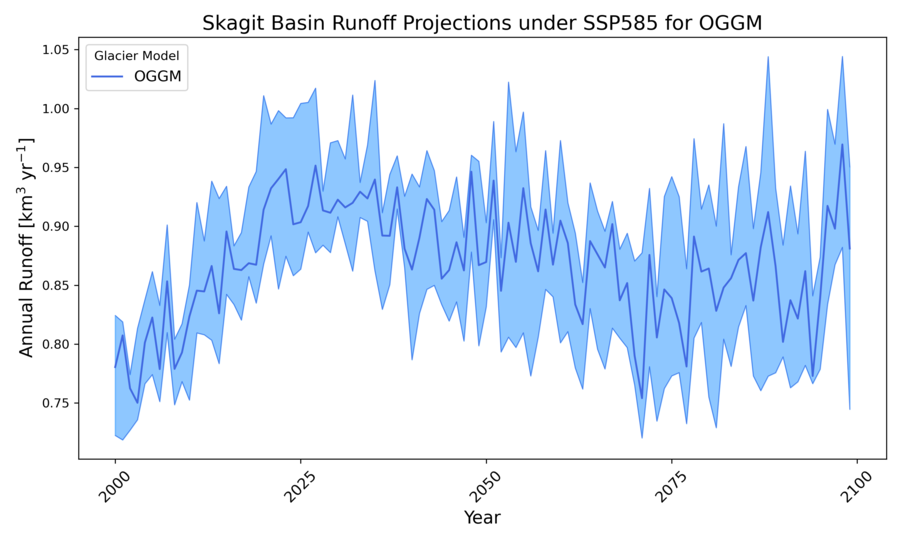 Skagit Basin Runoff Projections under SSP585 for OGGM
Glacier Model
OGGM
Annual Runoff [km³ yr⁻¹]
1.05
1.00
0.95
0.90
0.85
0.80
0.75
2000
2025
2050
2075
2100
Year